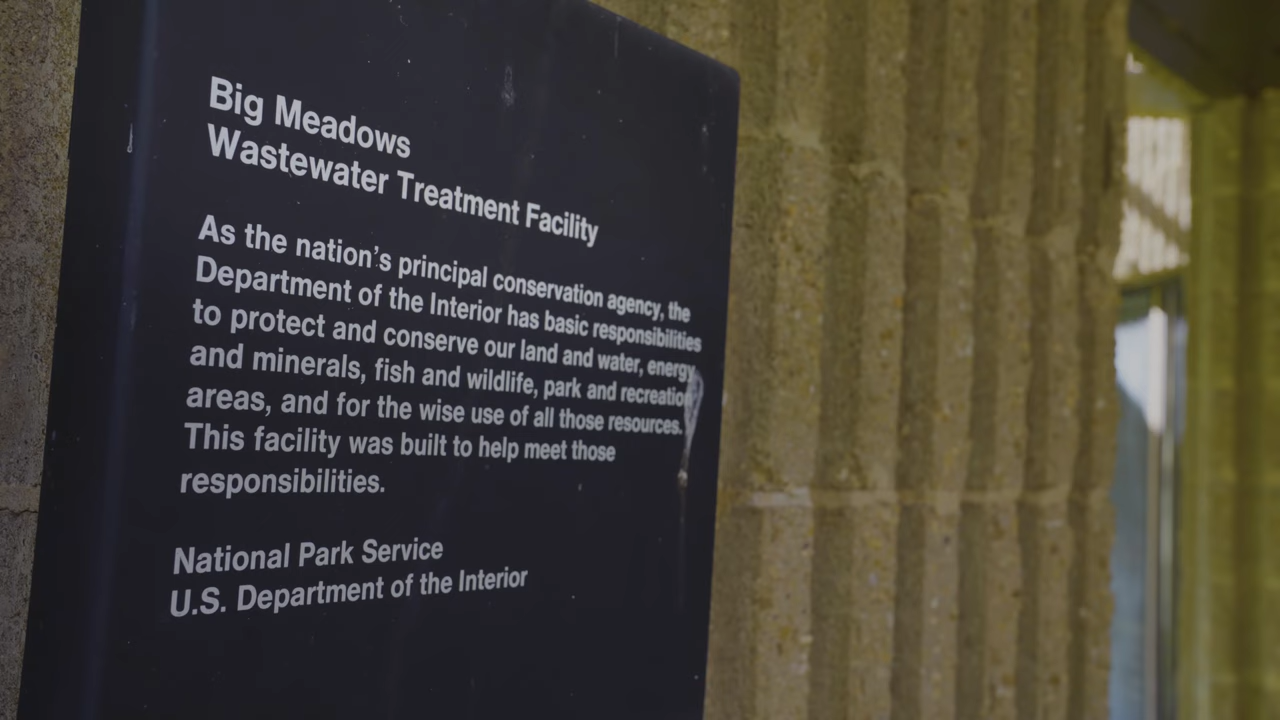 Big Meadows
Wastewater Treatment Facility
As the nation's principal conservation agency, the
Department of the Interior has basic responsibilities
to protect and conserve our land and water, energy
and minerals, fish and wildlife, park and recreation
areas, and for the wise use of all those resources.
This facility was built to help meet those
responsibilities.
National Park Service
U.S. Department of the Interior